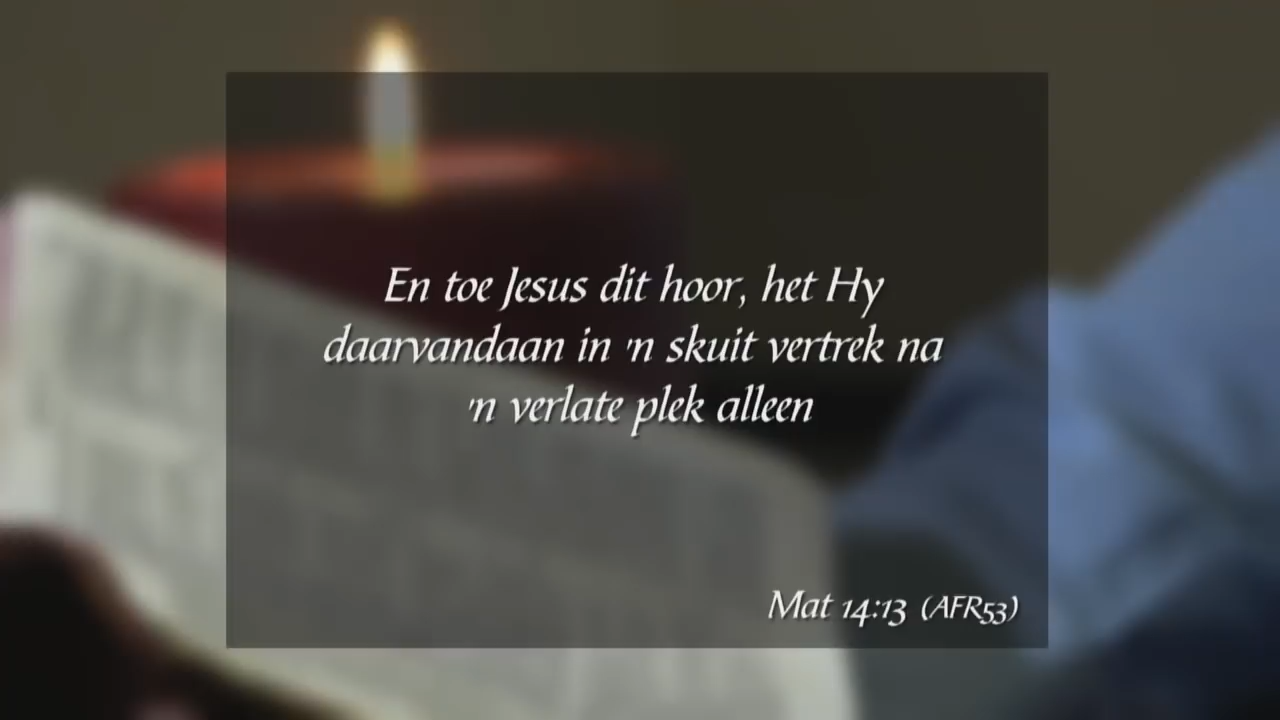 En toe Jesus dit hoor, het Hy
daarvandaan in 'n skuit vertrek na
'n verlate plek alleen
Mat 14:13 (AFR53)